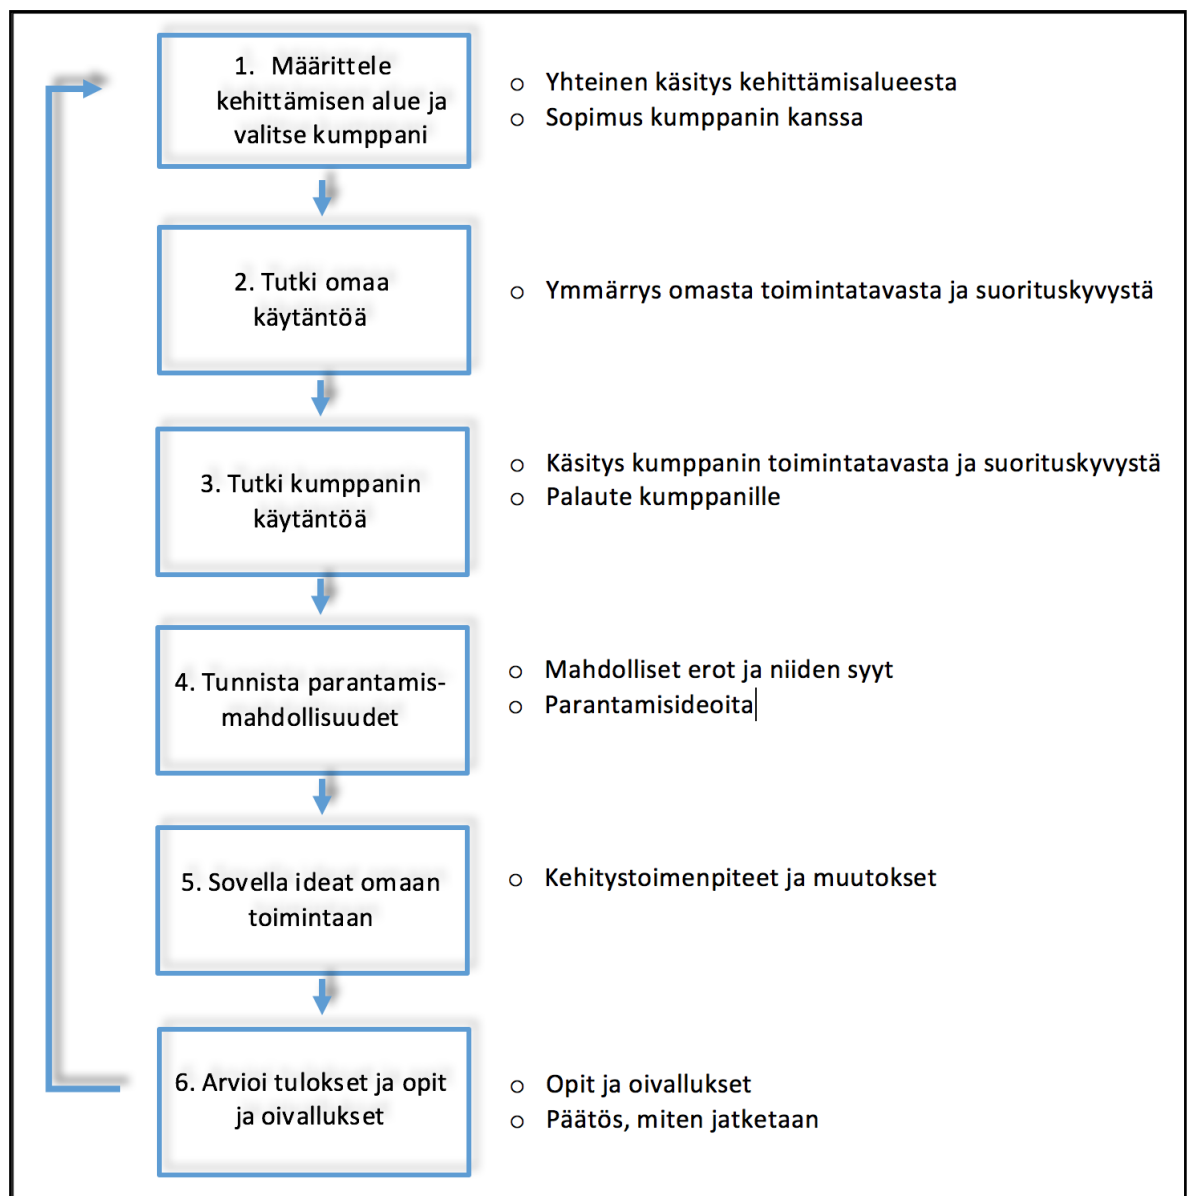 1. Määrittele
kehittämisen alue ja
valitse kumppani
o Yhteinen käsitys kehittämisalueesta
o Sopimus kumppanin kanssa
2. Tutki omaa
käytäntöä
o Ymmärrys omasta toimintatavasta ja suorituskyvystä
3. Tutki kumppanin
käytäntöä
o Käsitys kumppanin toimintatavasta ja suorituskyvystä
o Palaute kumppanille
4. Tunnista parantamis-
mahdollisuudet
o Mahdolliset erot ja niiden syyt
o Parantamisideoita
5. Sovella ideat omaan
toimintaan
o Kehitystoimenpiteet ja muutokset
6. Arvioi tulokset ja opit
ja oivallukset
o Opit ja oivallukset
o Päätös, miten jatketaan